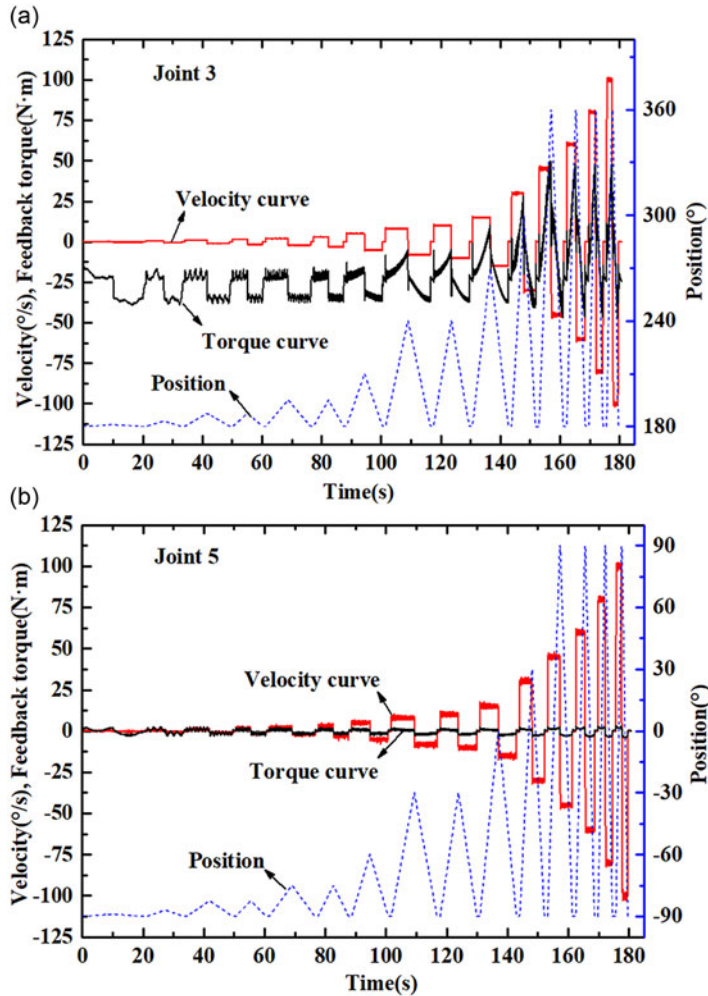 (a)
125
100
75
50
25
0
-25
-50
-75
-100
-125
Velocity(°/s), Feedback torque(N·m)
Joint 3
Velocity curve
Torque curve
Position
360
300
240
180
Position(°)
0 20 40 60 80 100 120 140 160 180
Time(s)
(b)
125
100
75
50
25
0
-25
-50
-75
-100
-125
Velocity(°/s), Feedback torque(N·m)
Joint 5
Velocity curve
Torque curve
Position
90
60
30
0
-30
-60
-90
Position(°)
0 20 40 60 80 100 120 140 160 180
Time(s)